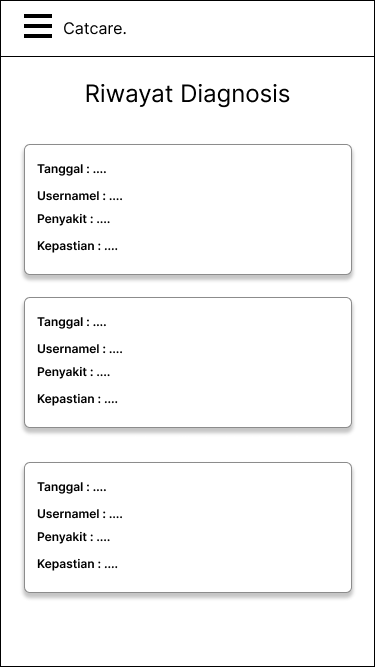 Catcare.
Riwayat Diagnosis
Tanggal : ....
Usernamel : ....
Penyakit : ....
Kepastian : ....
Tanggal : ....
Usernamel : ....
Penyakit : ....
Kepastian : ....
Tanggal : ....
Usernamel : ....
Penyakit : ....
Kepastian : ....